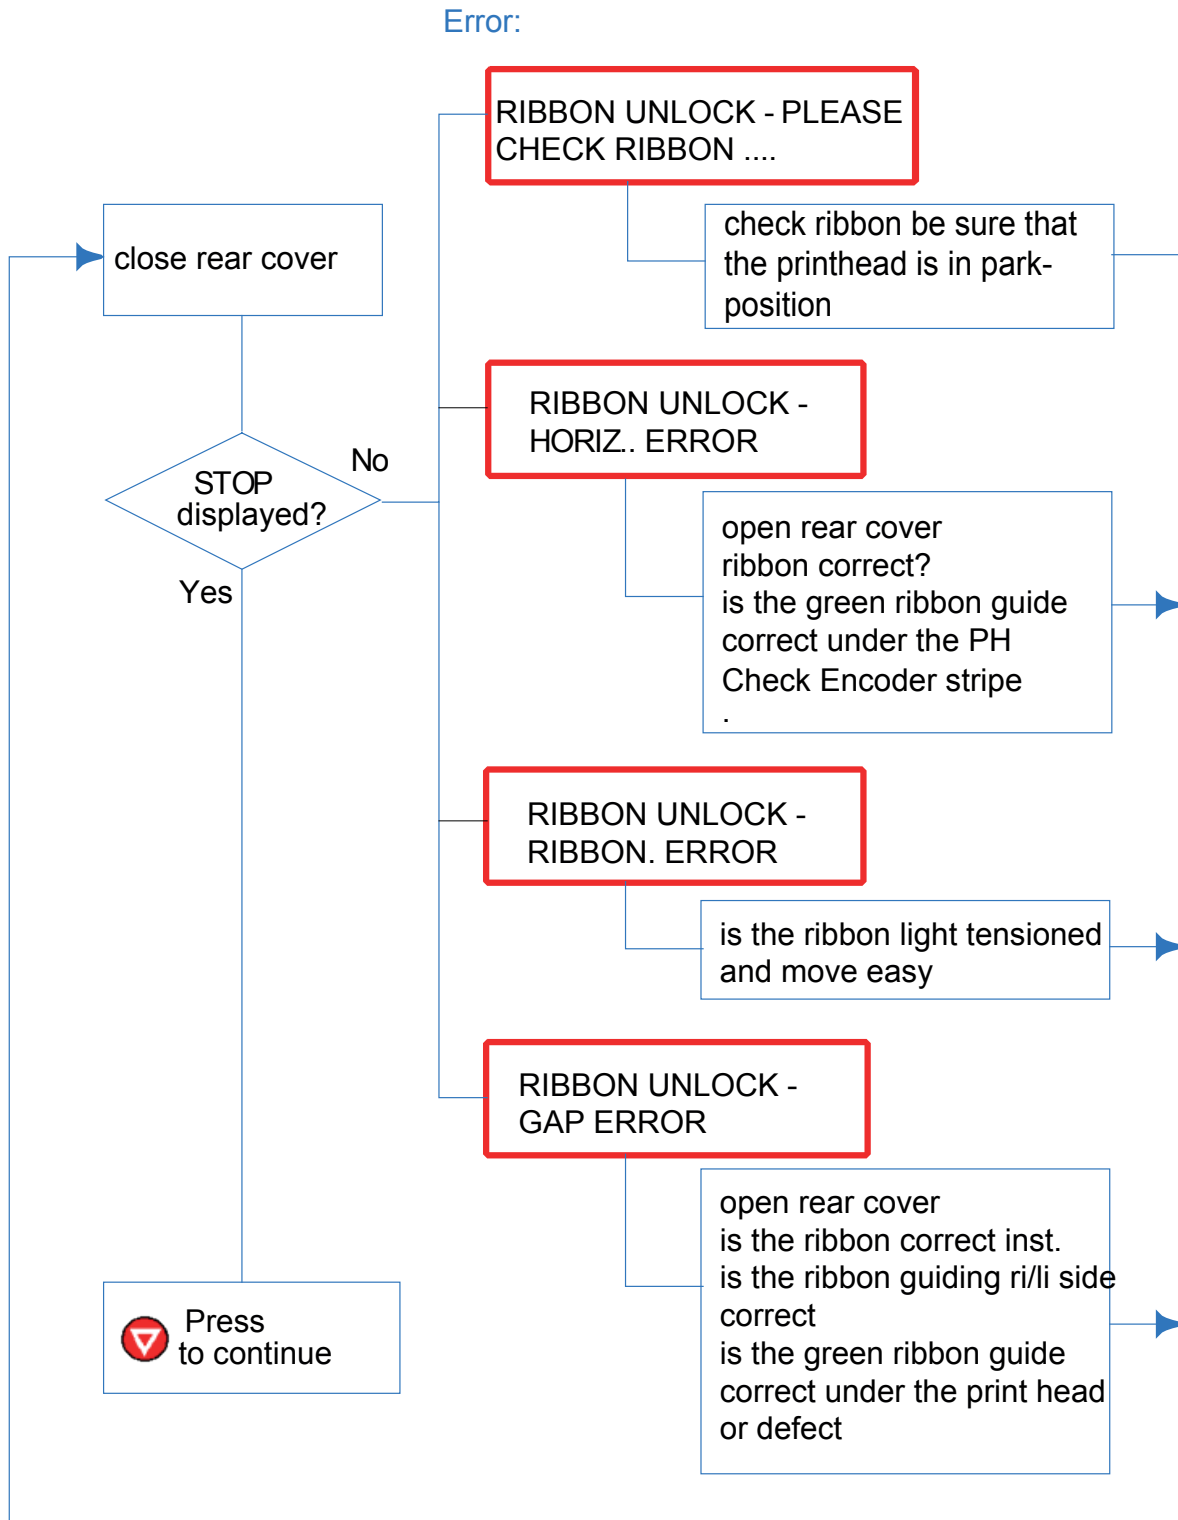 Error:
RIBBON UNLOCK - PLEASE
CHECK RIBBON ....
check ribbon be sure that
the printhead is in park-
position
close rear cover
STOP
displayed?
No
Yes
RIBBON UNLOCK -
HORIZ.. ERROR
open rear cover
ribbon correct?
is the green ribbon guide
correct under the PH
Check Encoder stripe
.
RIBBON UNLOCK -
RIBBON. ERROR
is the ribbon light tensioned
and move easy
RIBBON UNLOCK -
GAP ERROR
open rear cover
is the ribbon correct inst.
is the ribbon guiding ri/li side
correct
is the green ribbon guide
correct under the print head
or defect
Press
to continue